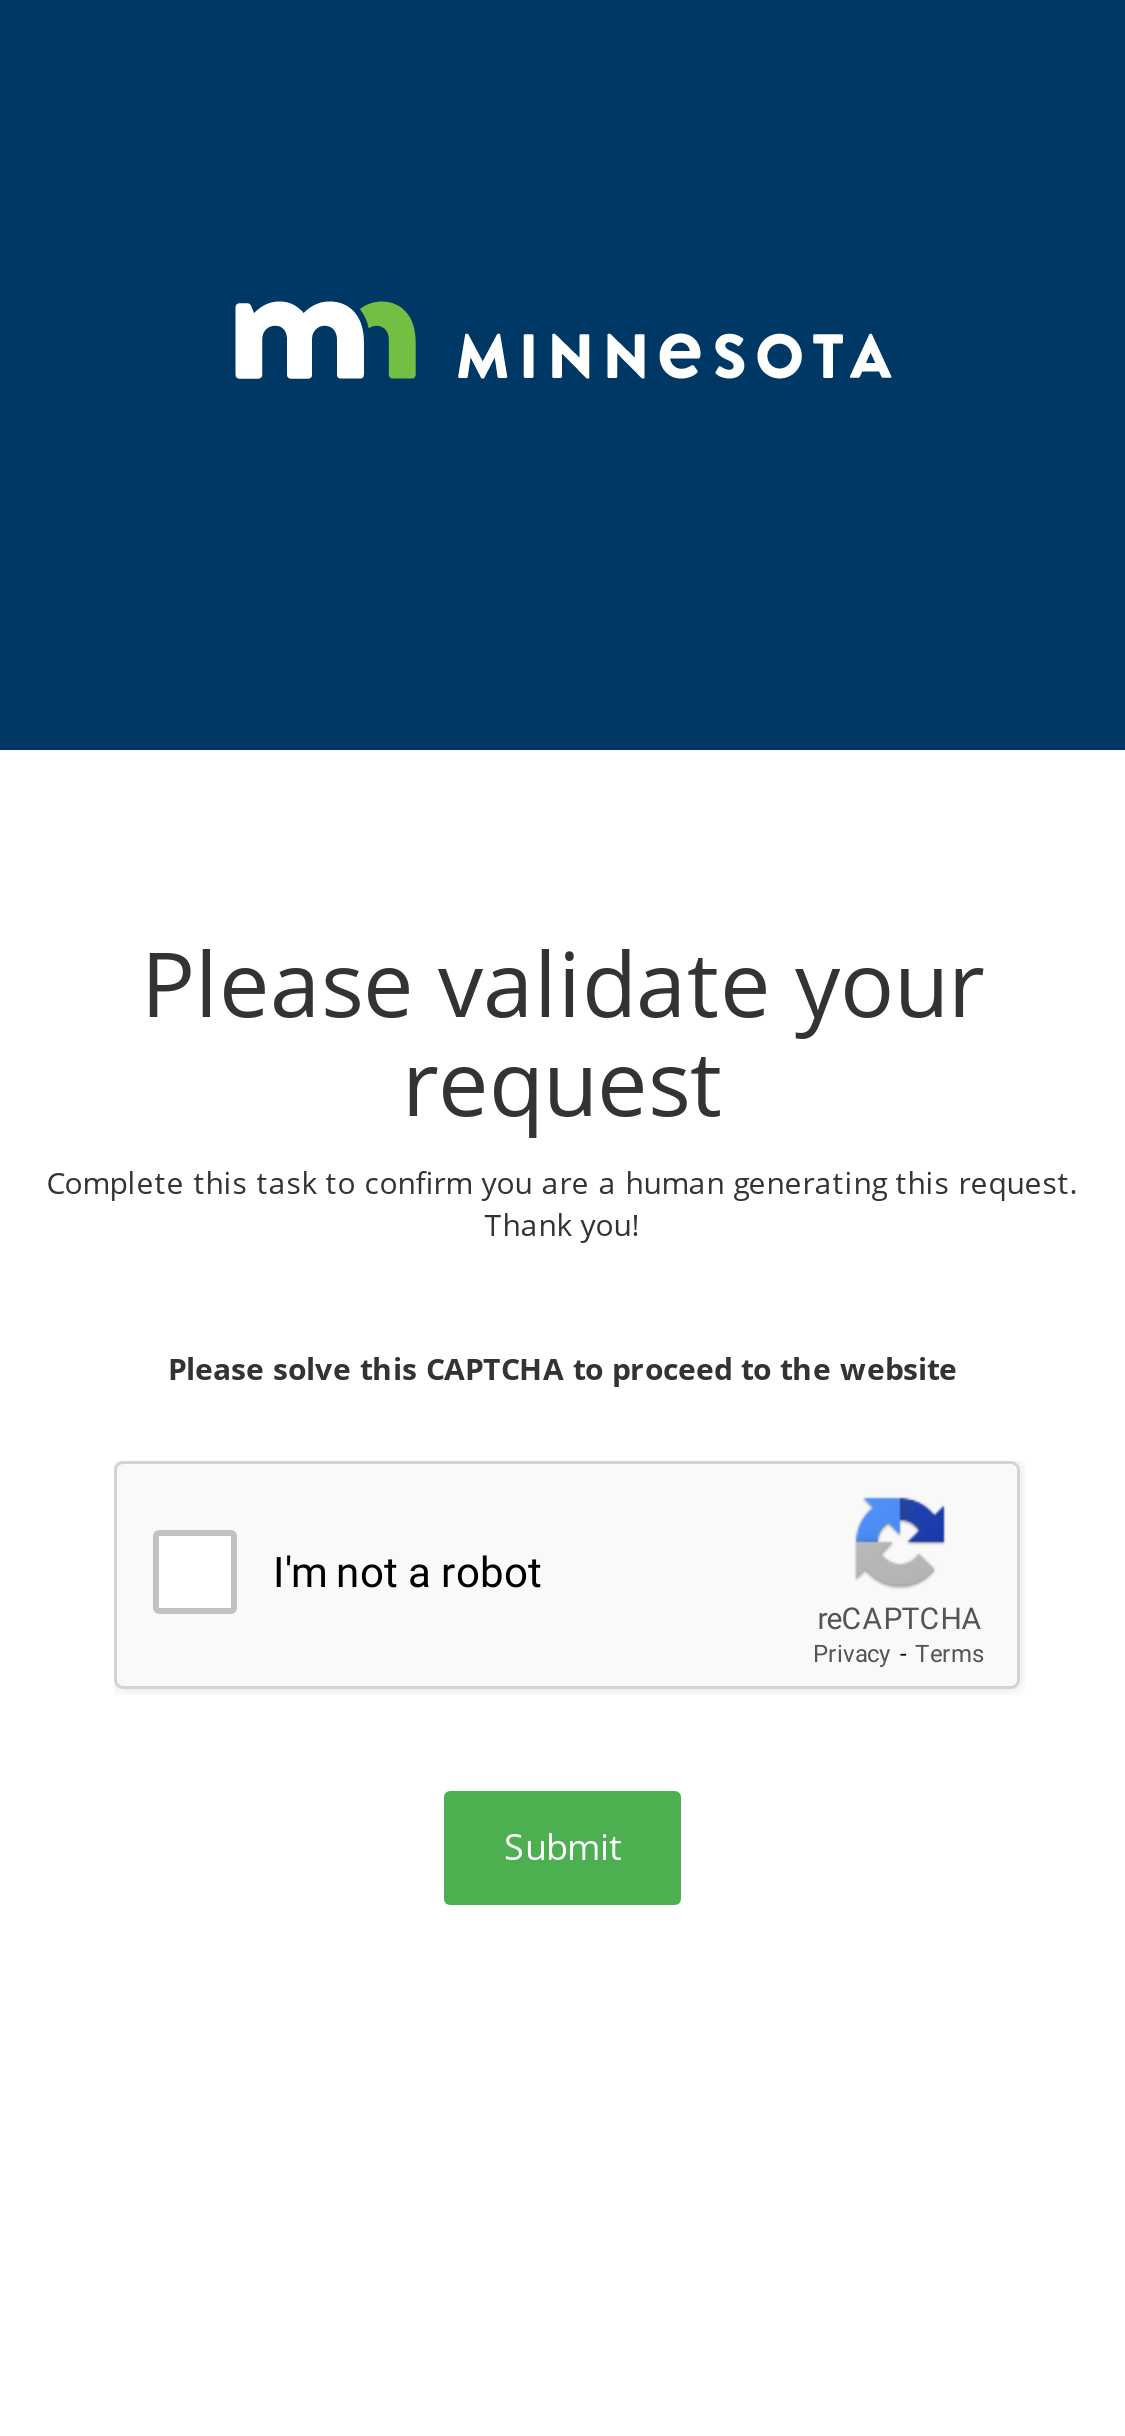 mn MINNESOTA
Please validate your
request
Complete this task to confirm you are a human generating this request.
Thank you!
Please solve this CAPTCHA to proceed to the website
I'm not a robot
reCAPTCHA
Privacy - Terms
Submit